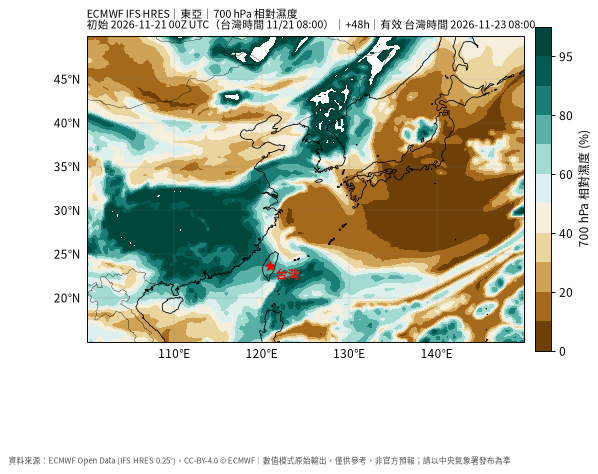 ECMWF IFS HRES｜東亞｜700 hPa 相對濕度
初始 2026-11-21 00Z UTC（台灣時間 11/21 08:00）｜+48h｜有效 台灣時間 2026-11-23 08:00
45°N
40°N
35°N
30°N
25°N
20°N
110°E
120°E
130°E
140°E
台灣
95
80
60
40
20
0
700 hPa 相對濕度 (%)
資料來源：ECMWF Open Data (IFS HRES 0.25°)，CC-BY-4.0 © ECMWF｜數值模式原始輸出，僅供參考，非官方預報；請以中央氣象署發布為準